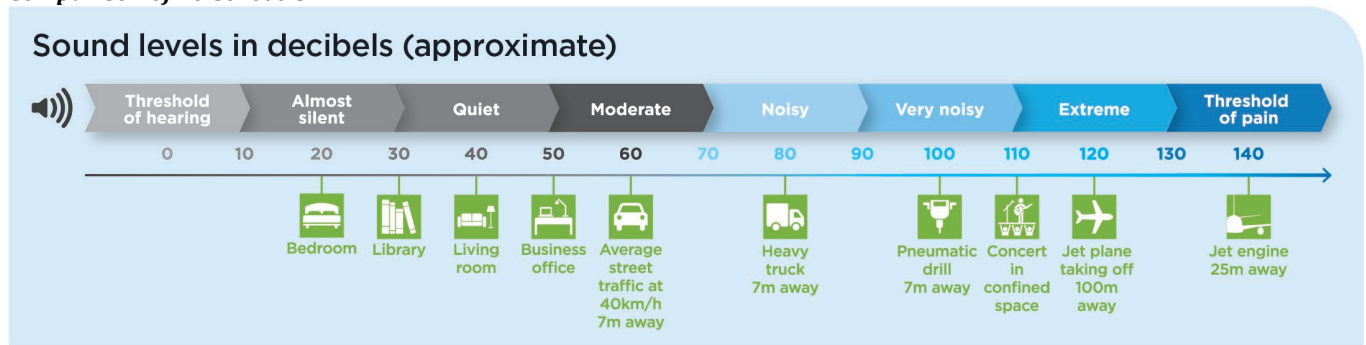 Sound levels in decibels (approximate)
Threshold
of hearing
Almost
silent
Quiet
Moderate
Noisy
Very noisy
Extreme
Threshold
of pain
0 10 20 30 40 50 60 70 80 90 100 110 120 130 140
Bedroom
Library
Living
room
Business
office
Average
street
traffic at
40km/h
7m away
Heavy
truck
7m away
Pneumatic
drill
7m away
Concert
in
confined
space
Jet plane
taking off
100m
away
Jet engine
25m away